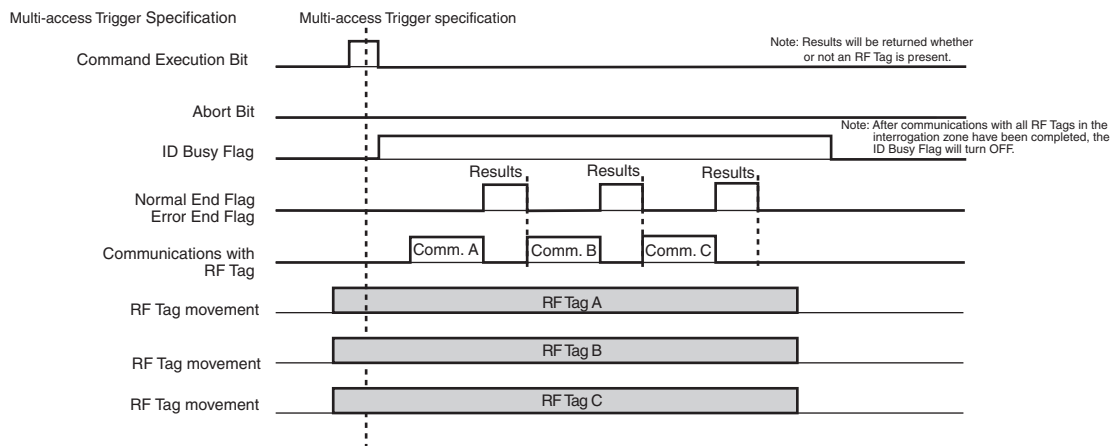 Multi-access Trigger Specification
Multi-access Trigger specification
Command Execution Bit
Note: Results will be returned whether
or not an RF Tag is present.
Abort Bit
Note: After communications with all RF Tags in the
interrogation zone have been completed, the
ID Busy Flag will turn OFF.
ID Busy Flag
Results
Results
Results
Normal End Flag
Error End Flag
Communications with
RF Tag
Comm. A
Comm. B
Comm. C
RF Tag movement
RF Tag A
RF Tag movement
RF Tag B
RF Tag movement
RF Tag C